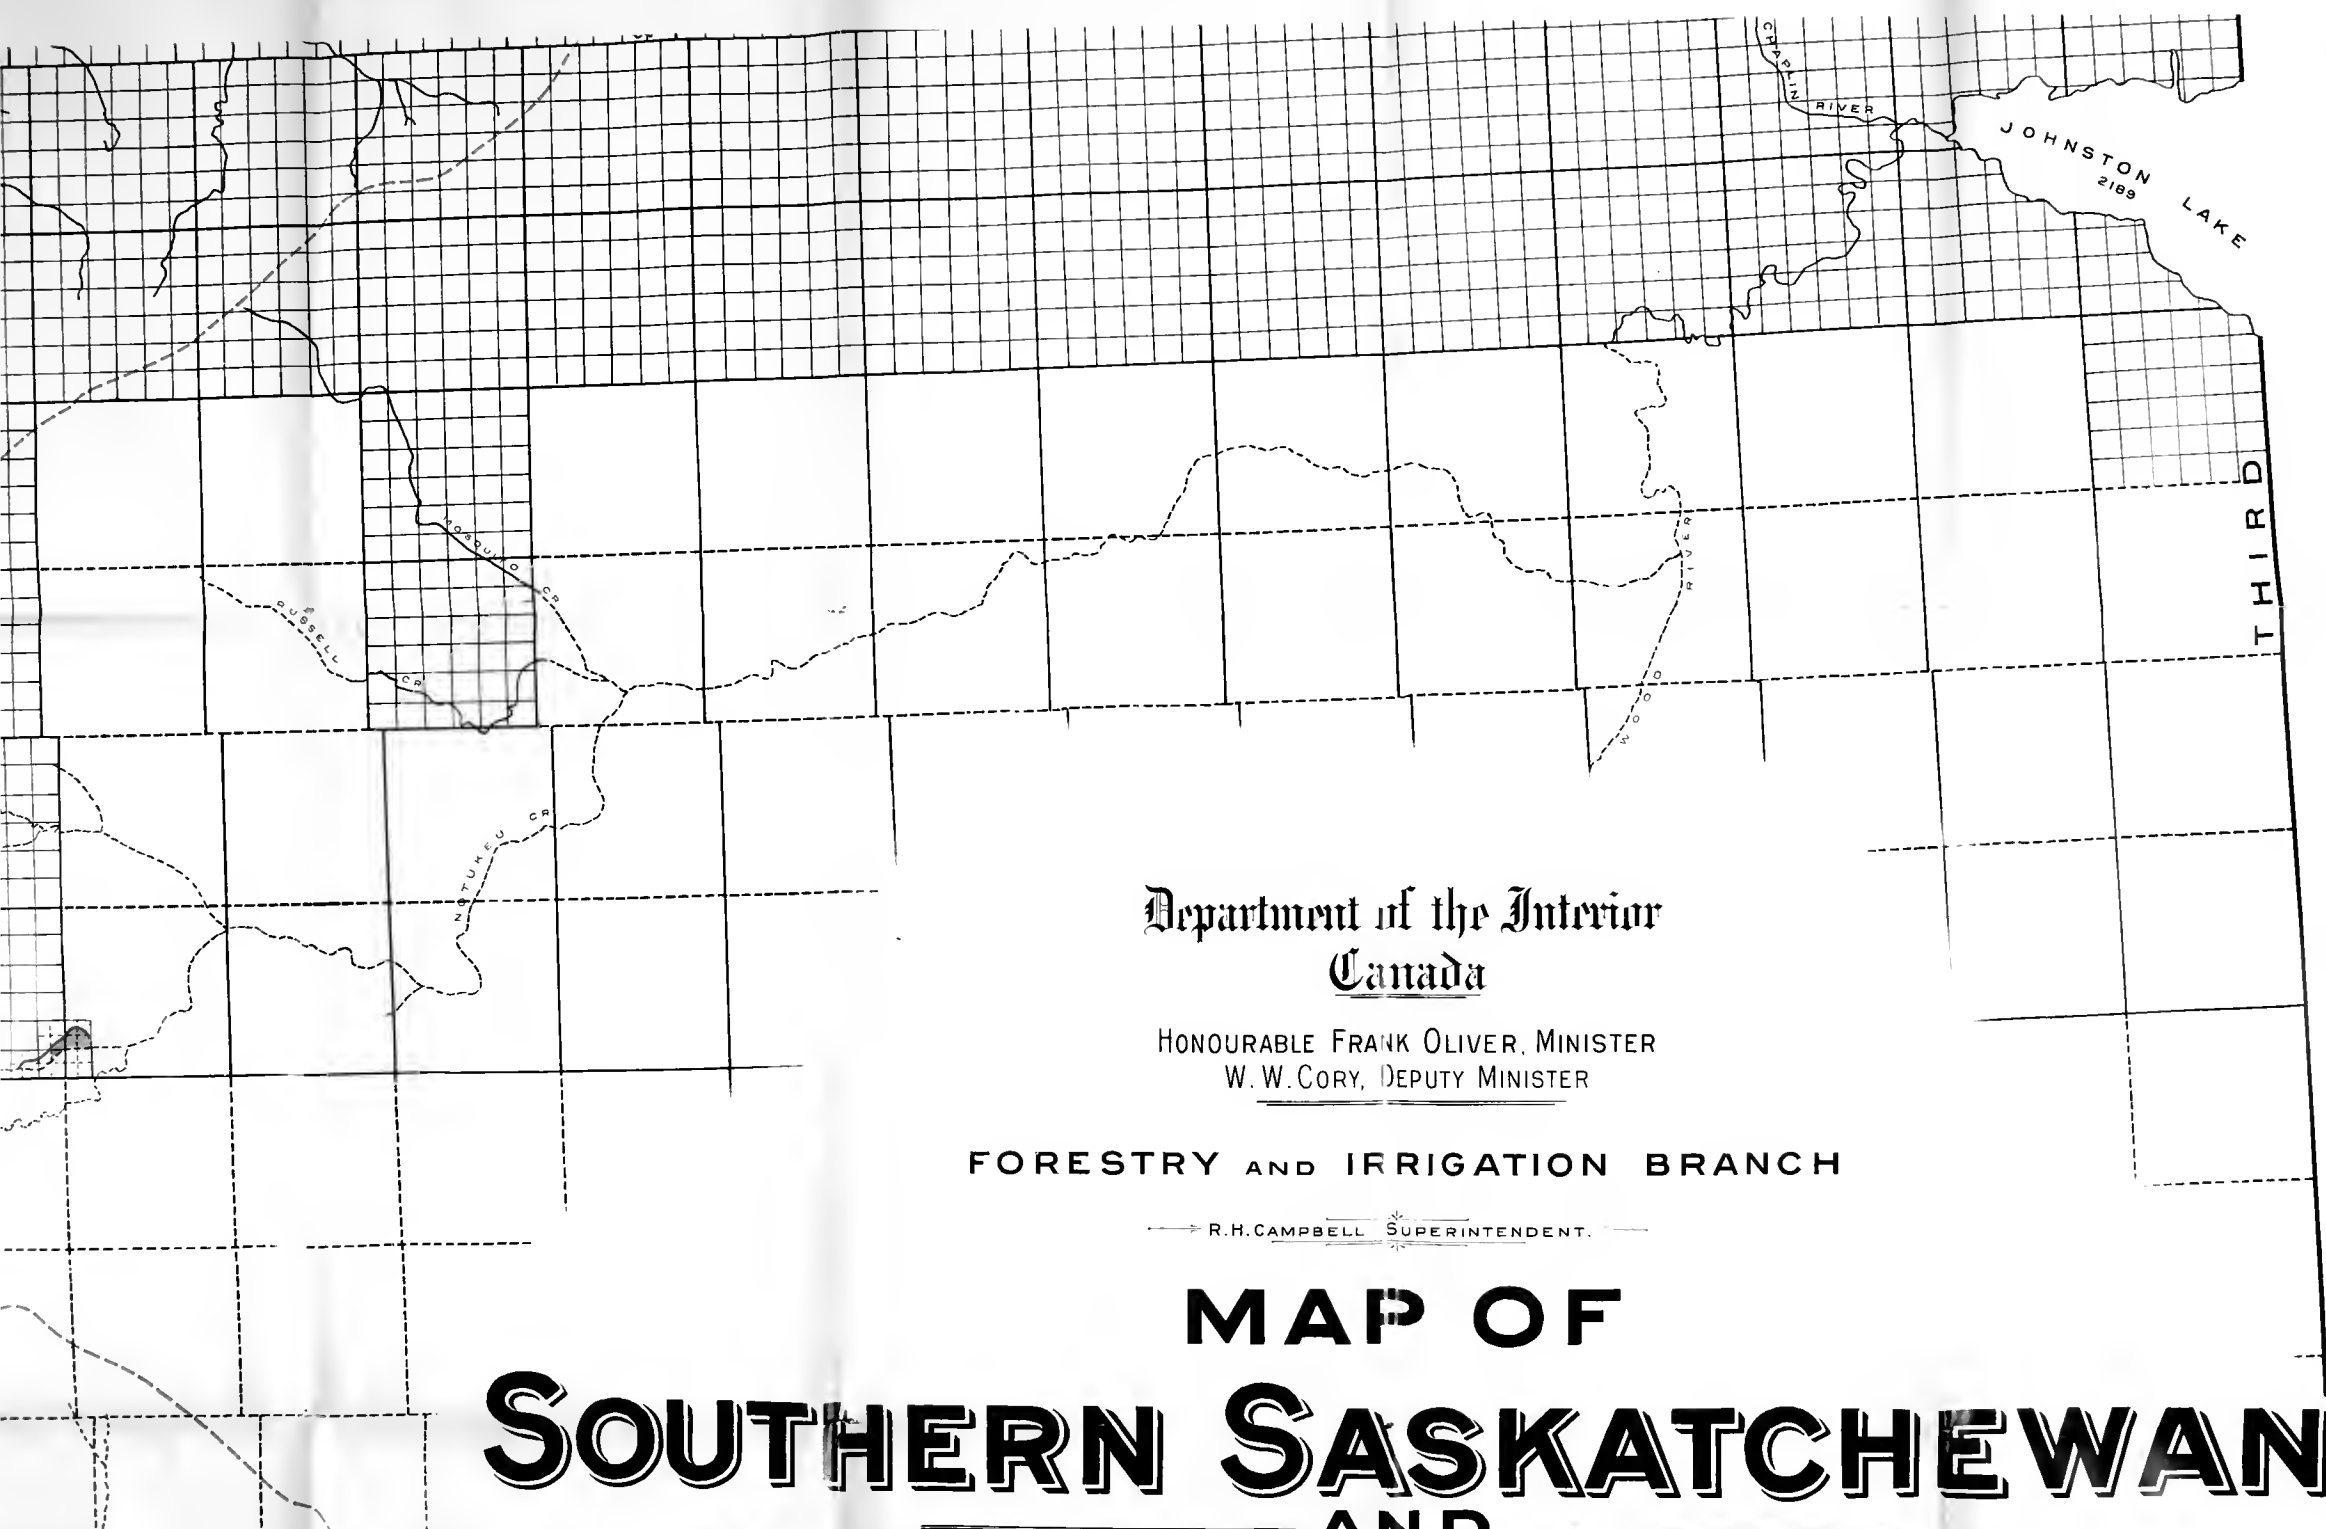 CHAPLIN
RIVER
JOHNSTON LAKE
2189
THIRD
MOSQUITO CR
RUSSELL CR
RIVER
WOOD
NOTUKEU CR
Department of the Interior
Canada
HONOURABLE FRANK OLIVER, MINISTER
W. W. CORY, DEPUTY MINISTER
FORESTRY AND IRRIGATION BRANCH
R.H. CAMPBELL SUPERINTENDENT.
MAP OF
SOUTHERN SASKATCHEWAN
AND